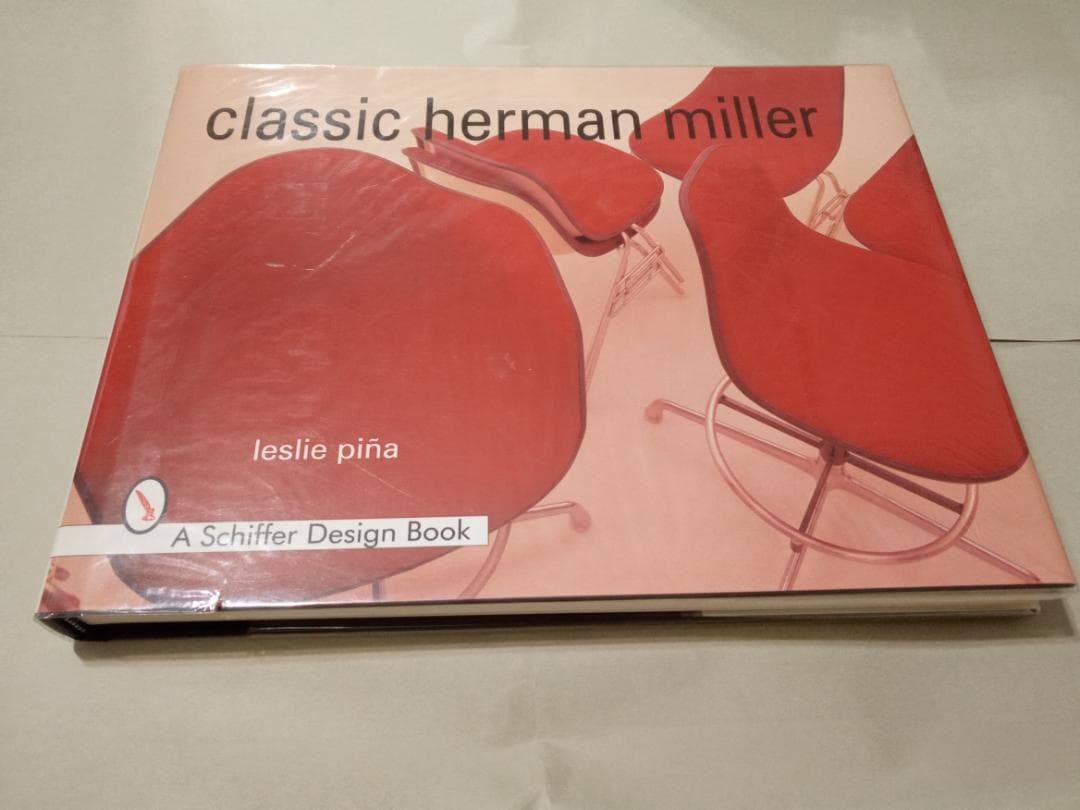 classic herman miller
leslie piña
A Schiffer Design Book